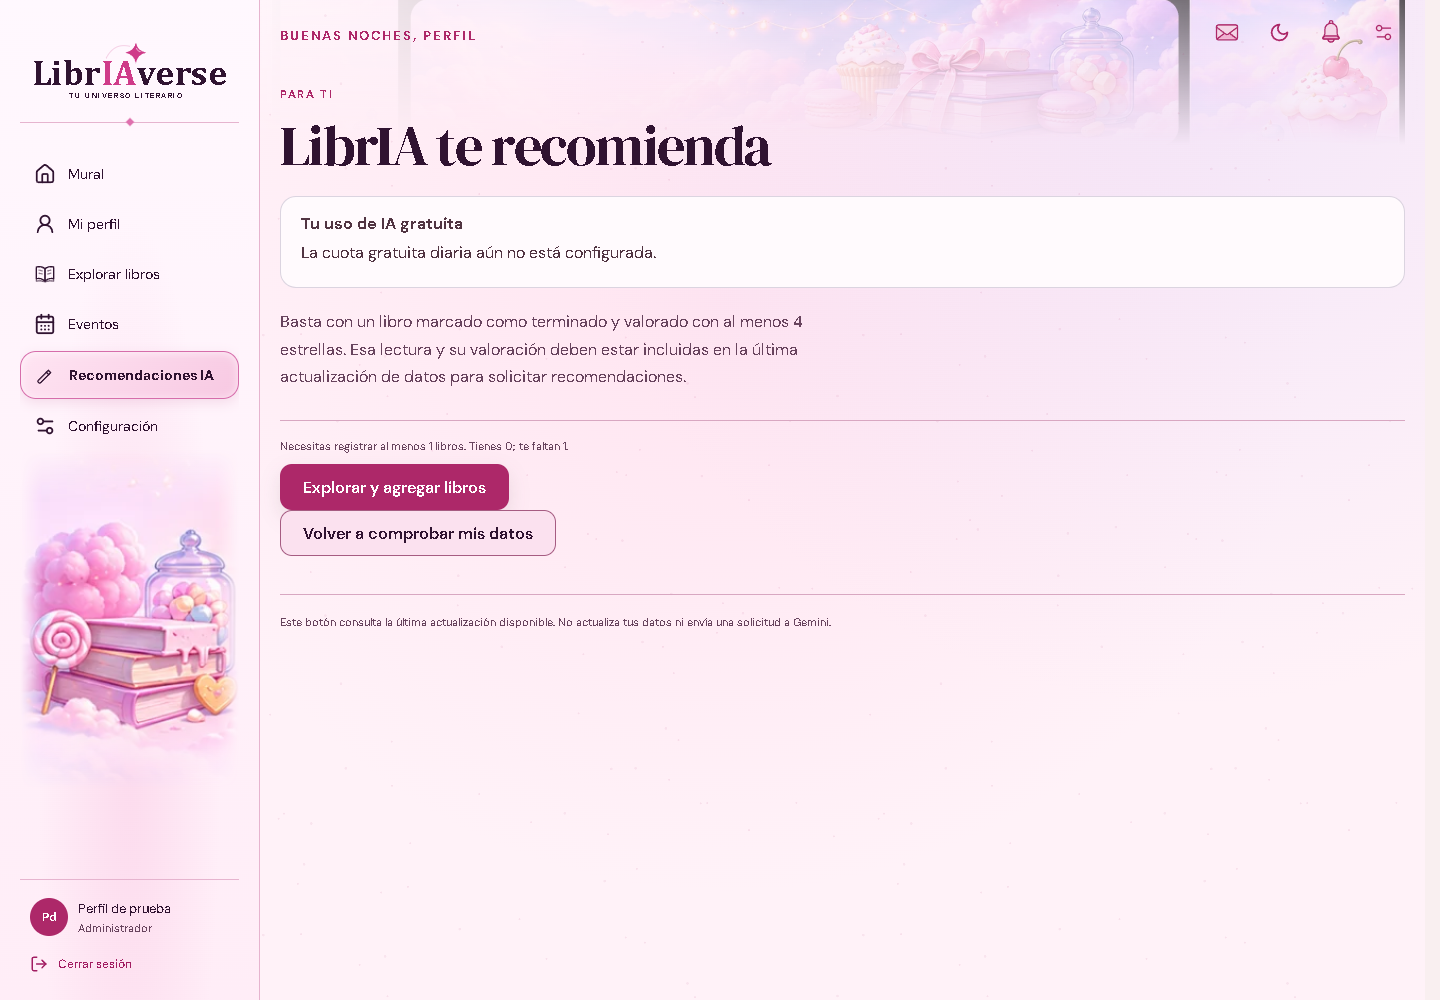 LibrIAverse
TU UNIVERSO LITERARIO
Mural
Mi perfil
Explorar libros
Eventos
Recomendaciones IA
Configuración
Pd
Perfil de prueba
Administrador
Cerrar sesión
BUENAS NOCHES, PERFIL
PARA TI
LibrIA te recomienda
Tu uso de IA gratuita
La cuota gratuita diaria aún no está configurada.
Basta con un libro marcado como terminado y valorado con al menos 4
estrellas. Esa lectura y su valoración deben estar incluidas en la última
actualización de datos para solicitar recomendaciones.
Necesitas registrar al menos 1 libros. Tienes 0; te faltan 1.
Explorar y agregar libros
Volver a comprobar mis datos
Este botón consulta la última actualización disponible. No actualiza tus datos ni envía una solicitud a Gemini.